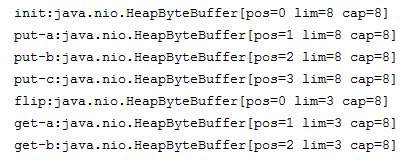 init:java.nio.HeapByteBuffer[pos=0 lim=8 cap=8]
put-a:java.nio.HeapByteBuffer[pos=1 lim=8 cap=8]
put-b:java.nio.HeapByteBuffer[pos=2 lim=8 cap=8]
put-c:java.nio.HeapByteBuffer[pos=3 lim=8 cap=8]
flip:java.nio.HeapByteBuffer[pos=0 lim=3 cap=8]
get-a:java.nio.HeapByteBuffer[pos=1 lim=3 cap=8]
get-b:java.nio.HeapByteBuffer[pos=2 lim=3 cap=8]